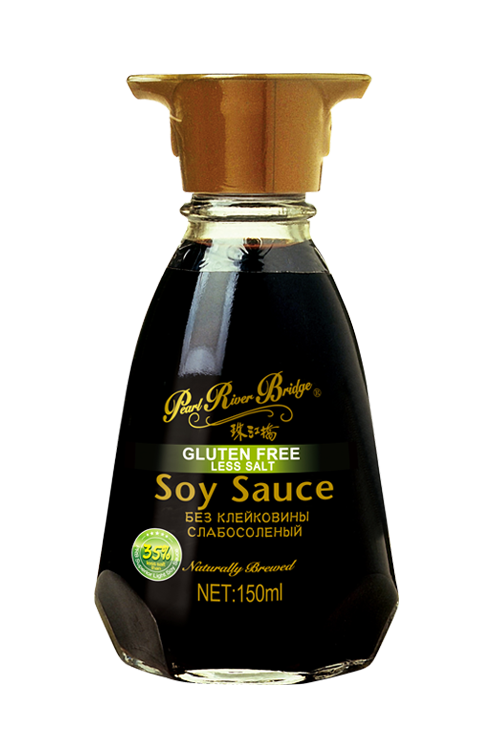 Pearl River Bridge®
珠江橋
GLUTEN FREE
LESS SALT
Soy Sauce
БЕЗ КЛЕЙКОВИНЫ
СЛАБОСОЛЕНЫЙ
35%
Naturally Brewed
NET:150ml